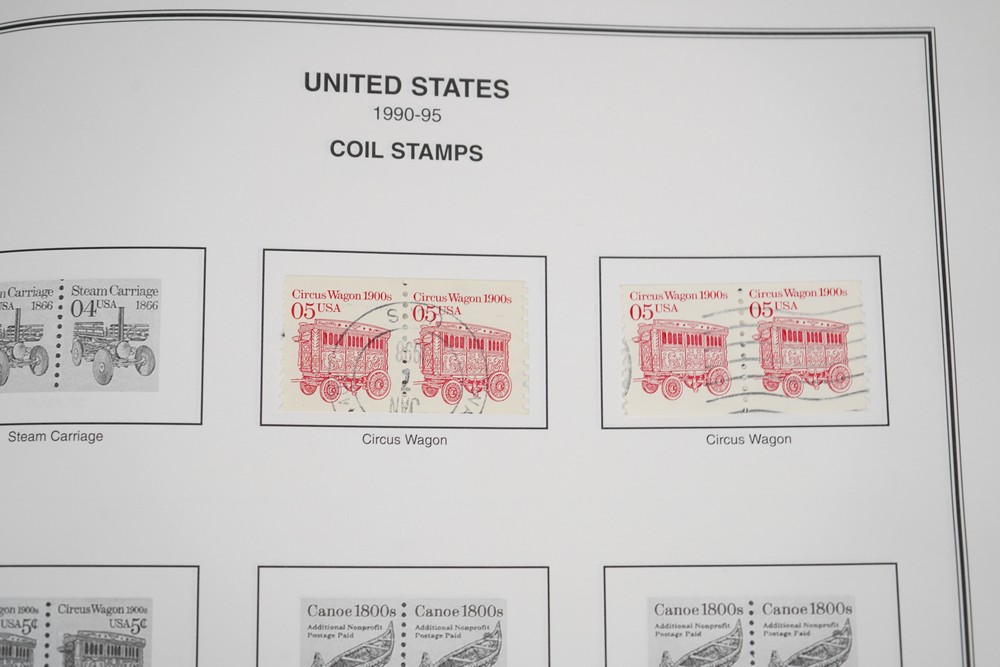 UNITED STATES
1990-95
COIL STAMPS
Carriage
USA 1866
Steam Carriage
04 USA 1866
Circus Wagon 1900s
05 USA
Circus Wagon 1900s
05 USA
Circus Wagon 1900s
05 USA
Circus Wagon 1900s
05 USA
Steam Carriage
Circus Wagon
Circus Wagon
1900s
USA 5¢
Circus Wagon 1900s
USA 5¢
Canoe 1800s
Additional Nonprofit
Postage Paid
Canoe 1800s
Additional Nonprofit
Postage Paid
Canoe 1800s
Additional Nonprofit
Postage Paid
Canoe 1800s
Additional Nonprofit
Postage Paid